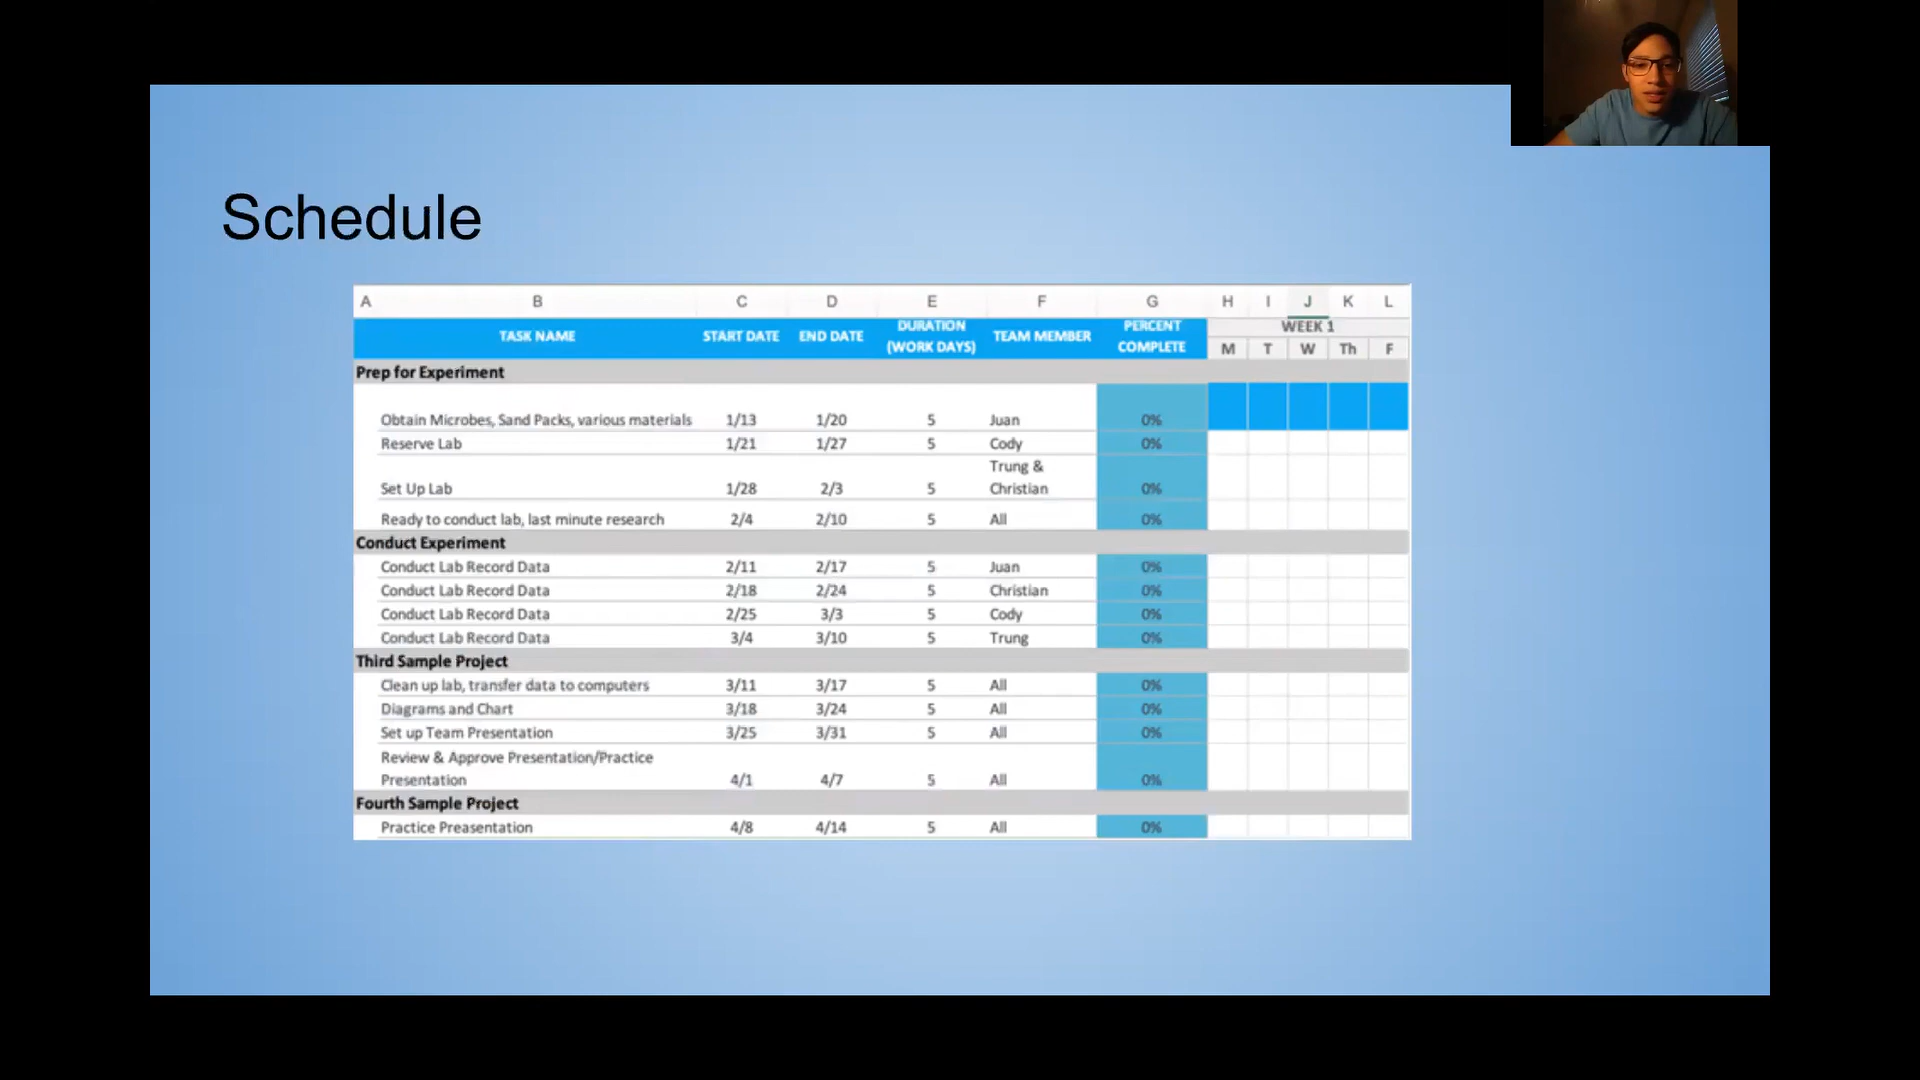 Schedule
A B C D E F G H I J K L
TASK NAME START DATE END DATE DURATION (WORK DAYS) TEAM MEMBER PERCENT COMPLETE WEEK 1
M T W Th F
Prep for Experiment
Obtain Microbes, Sand Packs, various materials 1/13 1/20 5 Juan 0%
Reserve Lab 1/21 1/27 5 Cody 0%
Set Up Lab 1/28 2/3 5 Trung & Christian 0%
Ready to conduct lab, last minute research 2/4 2/10 5 All 0%
Conduct Experiment
Conduct Lab Record Data 2/11 2/17 5 Juan 0%
Conduct Lab Record Data 2/18 2/24 5 Christian 0%
Conduct Lab Record Data 2/25 3/3 5 Cody 0%
Conduct Lab Record Data 3/4 3/10 5 Trung 0%
Third Sample Project
Clean up lab, transfer data to computers 3/11 3/17 5 All 0%
Diagrams and Chart 3/18 3/24 5 All 0%
Set up Team Presentation 3/25 3/31 5 All 0%
Review & Approve Presentation/Practice Presentation 4/1 4/7 5 All 0%
Fourth Sample Project
Practice Preasentation 4/8 4/14 5 All 0%